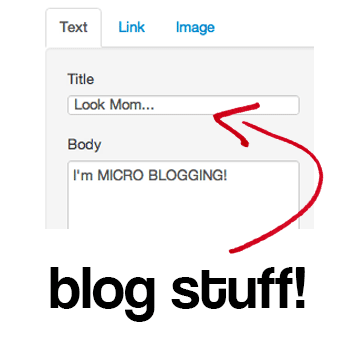 Text Link Image
Title
Look Mom...
Body
I'm MICRO BLOGGING!
blog stuff!